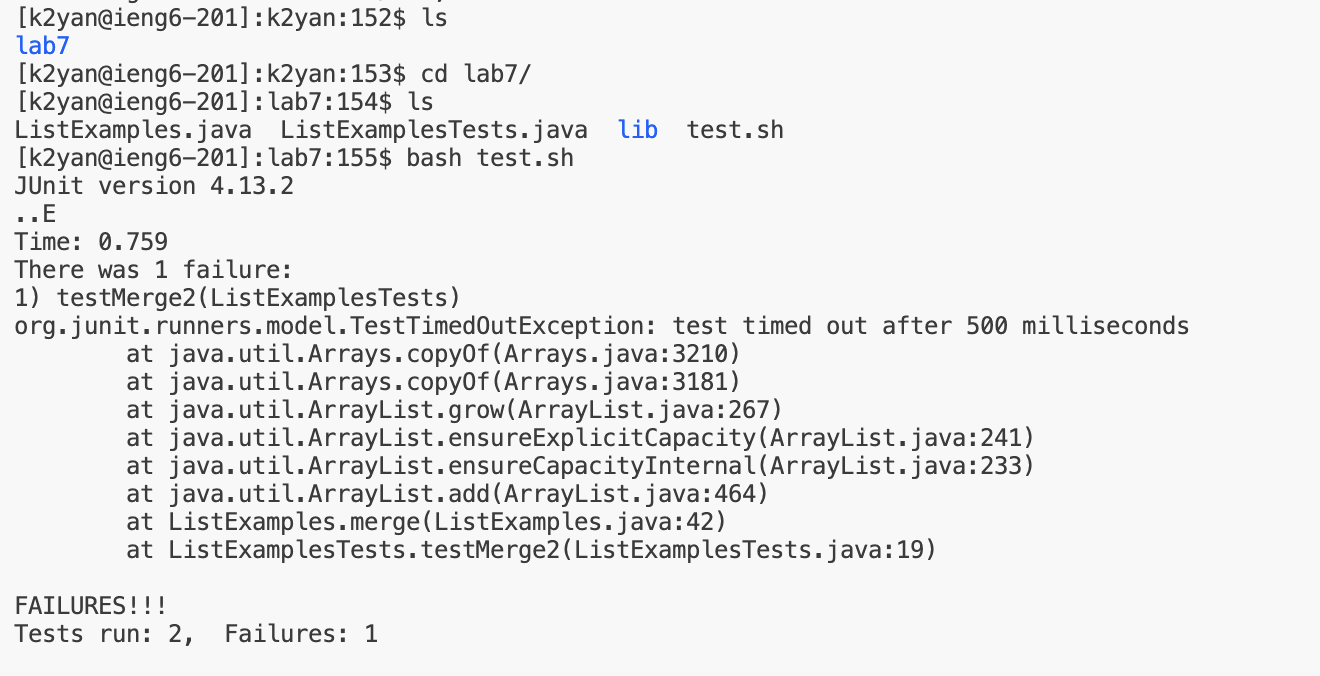 [k2yan@ieng6-201]:k2yan:152$ ls
lab7
[k2yan@ieng6-201]:k2yan:153$ cd lab7/
[k2yan@ieng6-201]:lab7:154$ ls
ListExamples.java  ListExamplesTests.java  lib  test.sh
[k2yan@ieng6-201]:lab7:155$ bash test.sh
JUnit version 4.13.2
..E
Time: 0.759
There was 1 failure:
1) testMerge2(ListExamplesTests)
org.junit.runners.model.TestTimedOutException: test timed out after 500 milliseconds
        at java.util.Arrays.copyOf(Arrays.java:3210)
        at java.util.Arrays.copyOf(Arrays.java:3181)
        at java.util.ArrayList.grow(ArrayList.java:267)
        at java.util.ArrayList.ensureExplicitCapacity(ArrayList.java:241)
        at java.util.ArrayList.ensureCapacityInternal(ArrayList.java:233)
        at java.util.ArrayList.add(ArrayList.java:464)
        at ListExamples.merge(ListExamples.java:42)
        at ListExamplesTests.testMerge2(ListExamplesTests.java:19)

FAILURES!!!
Tests run: 2,  Failures: 1